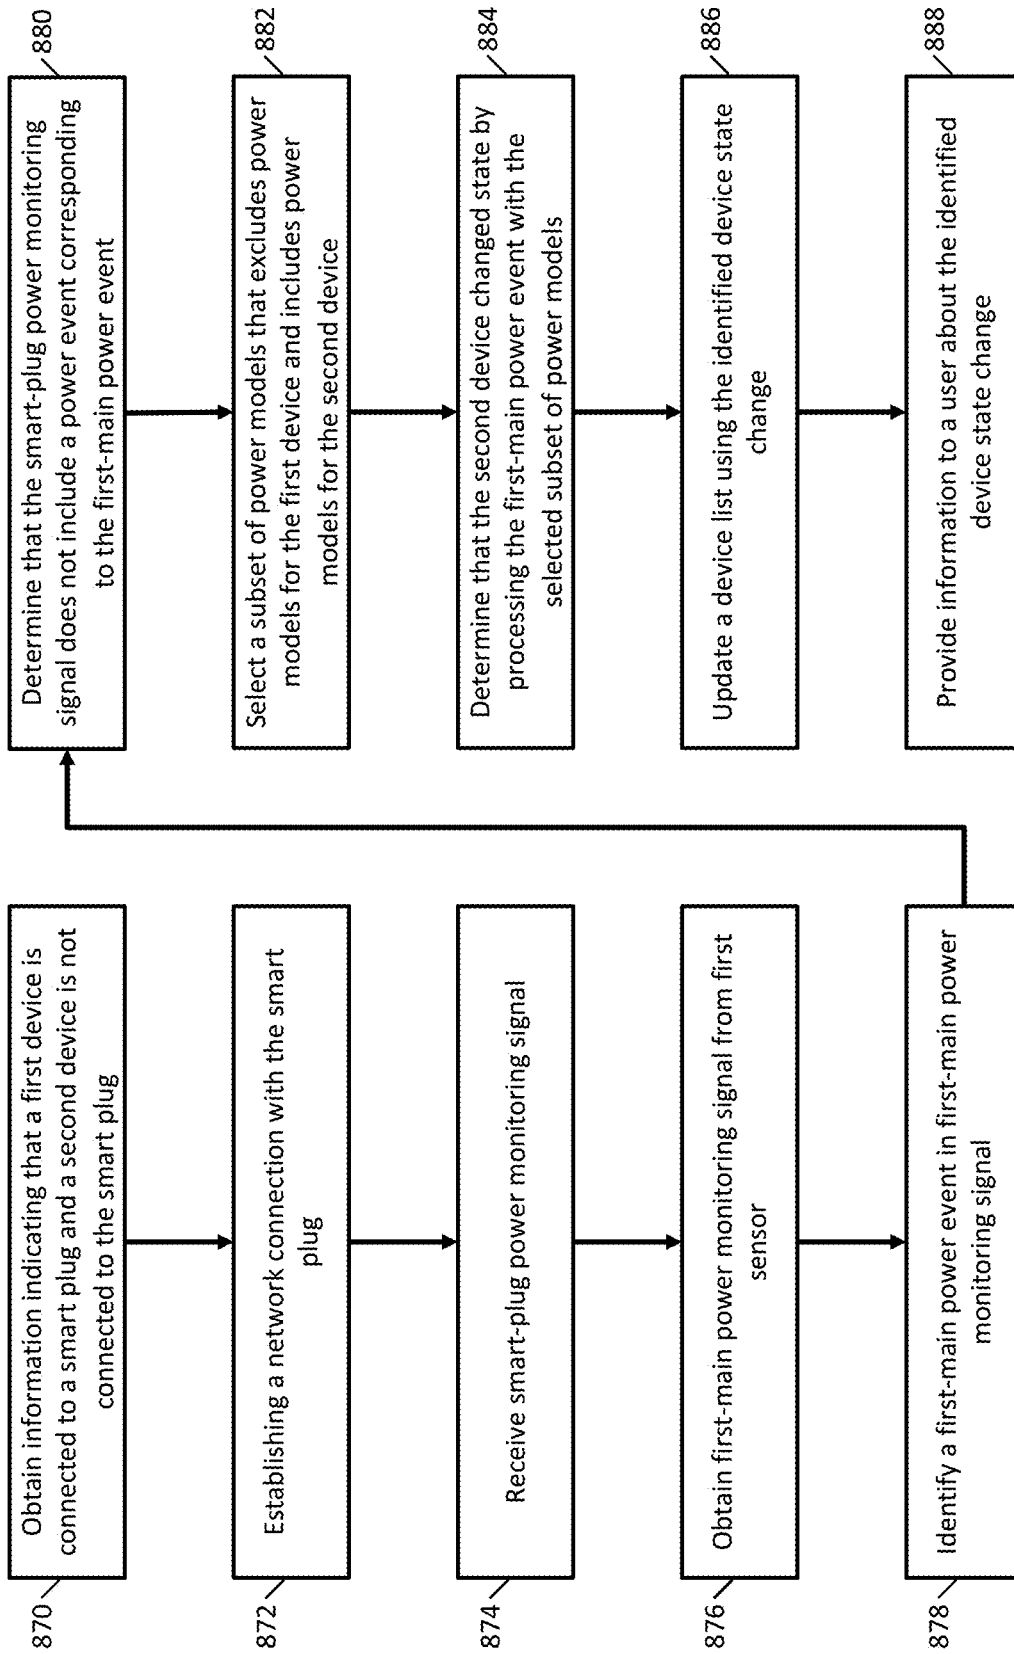 870
Obtain information indicating that a first device is
connected to a smart plug and a second device is not
connected to the smart plug
872
Establishing a network connection with the smart
plug
874
Receive smart-plug power monitoring signal
876
Obtain first-main power monitoring signal from first
sensor
878
Identify a first-main power event in first-main power
monitoring signal
880
Determine that the smart-plug power monitoring
signal does not include a power event corresponding
to the first-main power event
882
Select a subset of power models that excludes power
models for the first device and includes power
models for the second device
884
Determine that the second device changed state by
processing the first-main power event with the
selected subset of power models
886
Update a device list using the identified device state
change
888
Provide information to a user about the identified
device state change